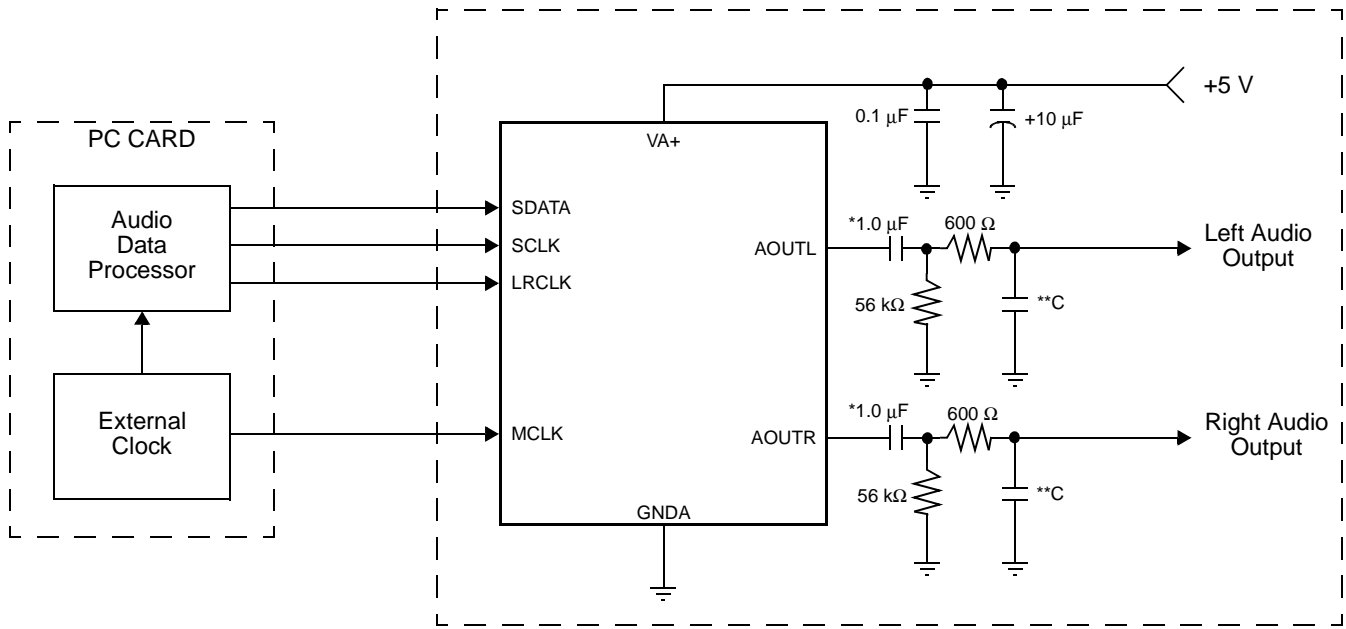 +5 V
0.1 μF
+10 μF
PC CARD
VA+
Audio
Data
Processor
SDATA
SCLK
LRCLK
*1.0 μF
600 Ω
AOUTL
Left Audio
Output
56 kΩ
**C
External
Clock
MCLK
*1.0 μF
600 Ω
AOUTR
Right Audio
Output
56 kΩ
**C
GNDA